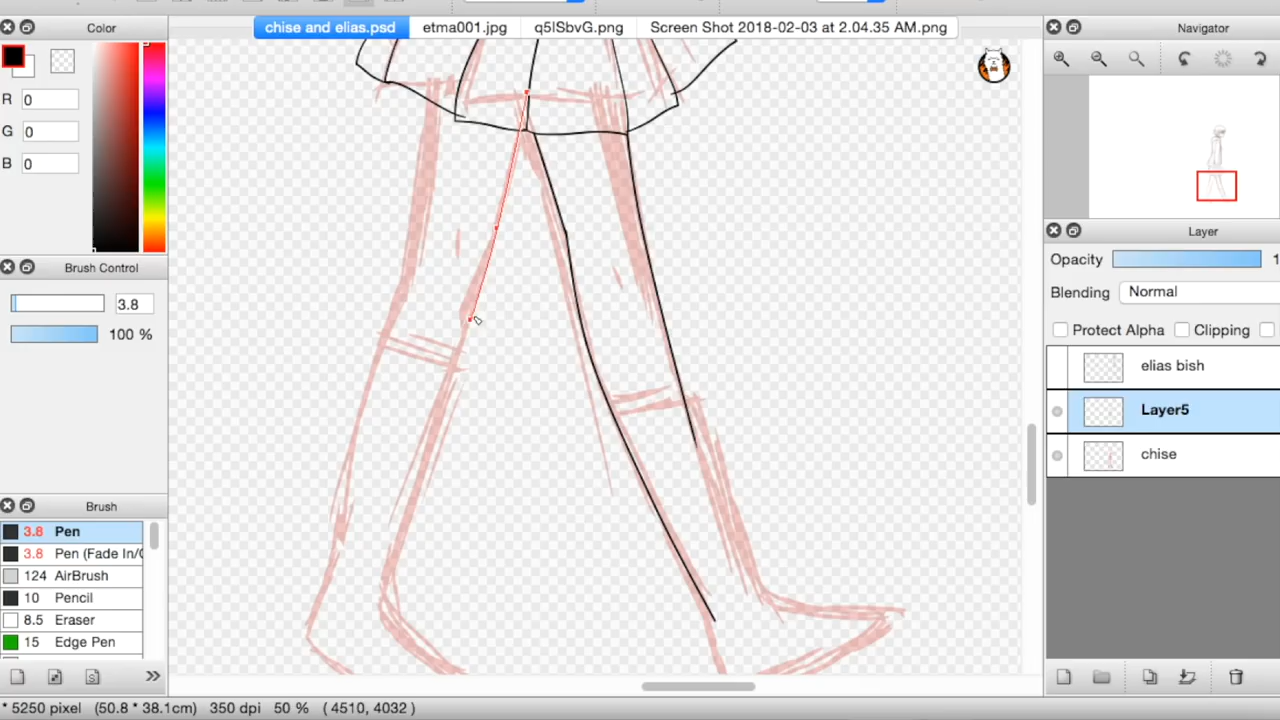 chise and elias.psd
etma001.jpg
q5lSbvG.png
Screen Shot 2018-02-03 at 2.04.35 AM.png
Color
R 0
G 0
B 0
Brush Control
3.8
100 %
Brush
3.8 Pen
3.8 Pen (Fade In/O
124 AirBrush
10 Pencil
8.5 Eraser
15 Edge Pen
Navigator
Layer
Opacity 1
Blending Normal
Protect Alpha Clipping
elias bish
Layer5
chise
* 5250 pixel (50.8 * 38.1cm) 350 dpi 50 % ( 4510, 4032 )